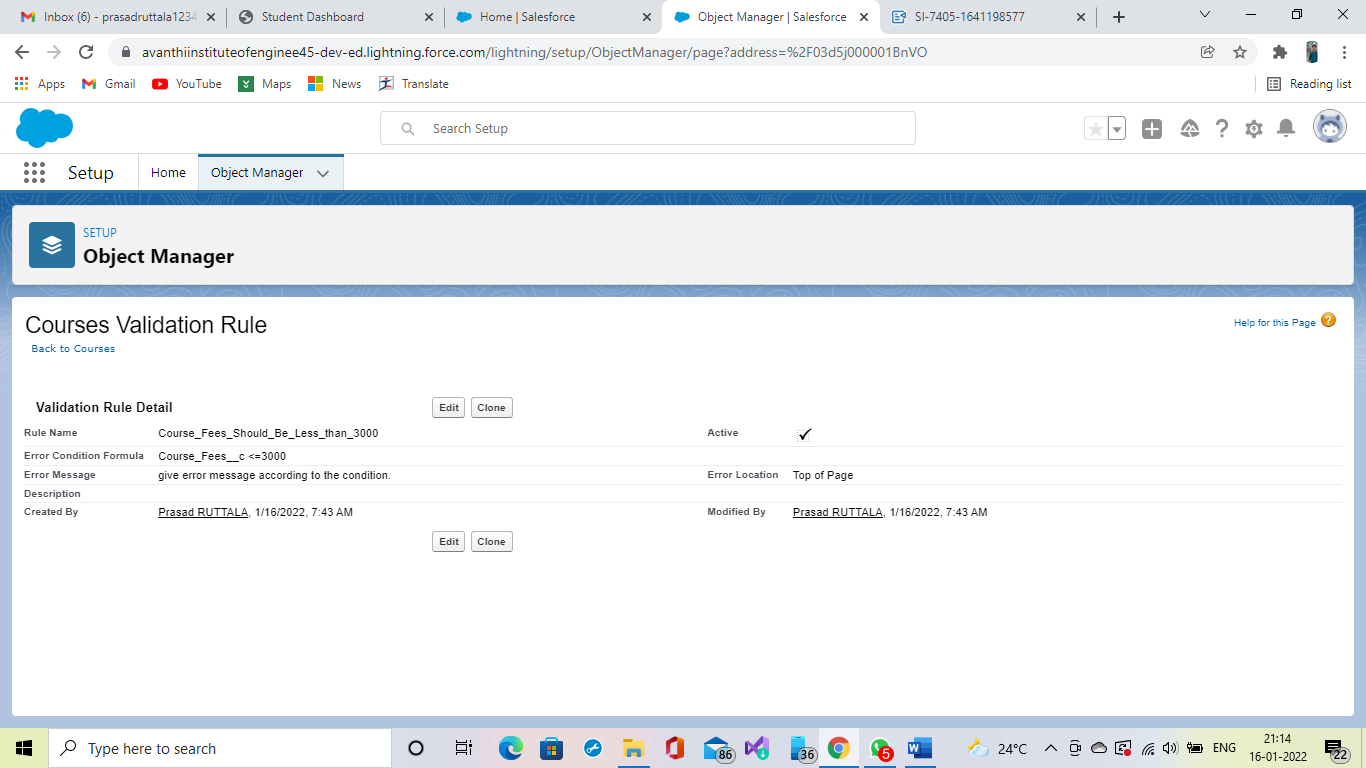 Inbox (6) - prasadruttala1234
Student Dashboard
Home | Salesforce
Object Manager | Salesforce
SI-7405-1641198577
avanthiinstituteofenginee45-dev-ed.lightning.force.com/lightning/setup/ObjectManager/page?address=%2F03d5j000001BnVO
Apps Gmail YouTube Maps News Translate Reading list
Search Setup
Setup Home Object Manager
SETUP
Object Manager
Courses Validation Rule
Help for this Page
Back to Courses
Validation Rule Detail Edit Clone
Rule Name Course_Fees_Should_Be_Less_than_3000 Active
Error Condition Formula Course_Fees__c <=3000
Error Message give error message according to the condition. Error Location Top of Page
Description
Created By Prasad RUTTALA, 1/16/2022, 7:43 AM Modified By Prasad RUTTALA, 1/16/2022, 7:43 AM
Edit Clone
Type here to search
86
36
5
24°C
ENG
21:14
16-01-2022
22